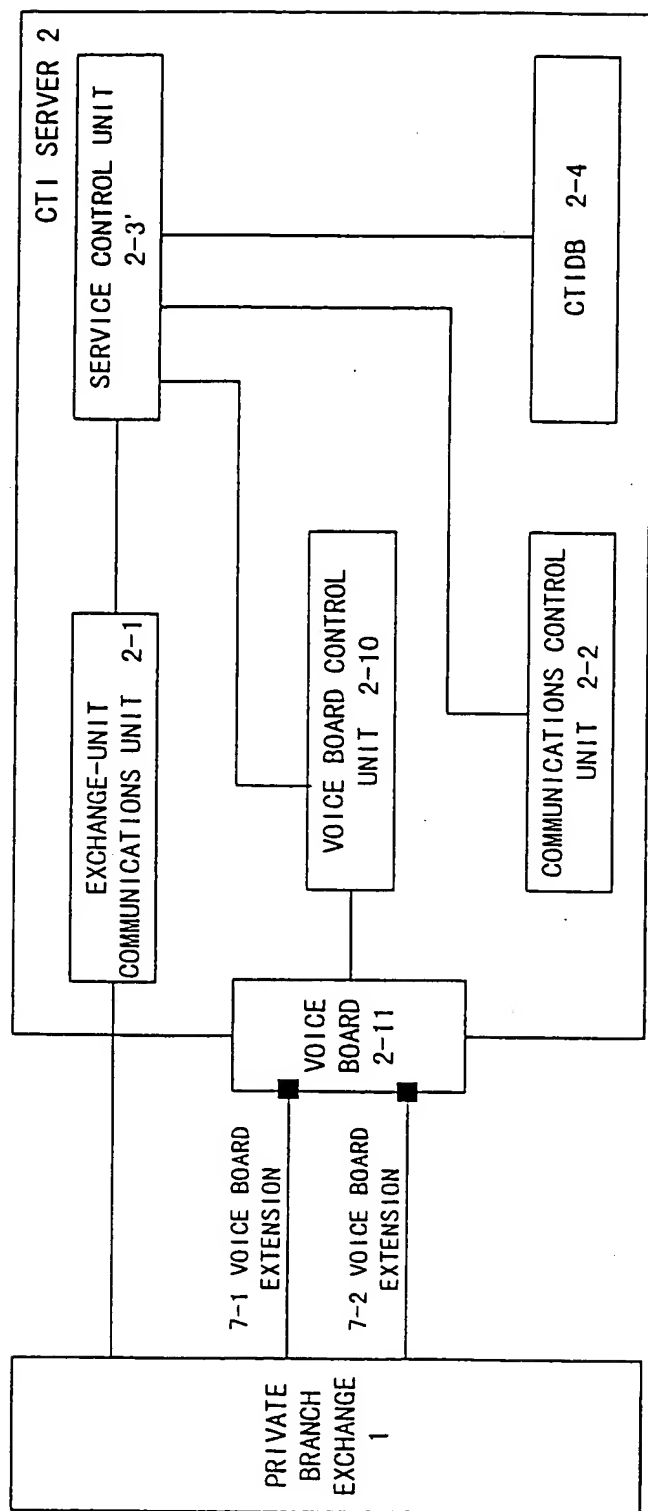 CTI SERVER 2
SERVICE CONTROL UNIT
2-3'
EXCHANGE-UNIT
COMMUNICATIONS UNIT 2-1
VOICE BOARD CONTROL
UNIT 2-10
CTIDB 2-4
COMMUNICATIONS CONTROL
UNIT 2-2
VOICE
BOARD
2-11
7-1 VOICE BOARD
EXTENSION
7-2 VOICE BOARD
EXTENSION
PRIVATE
BRANCH
EXCHANGE
1